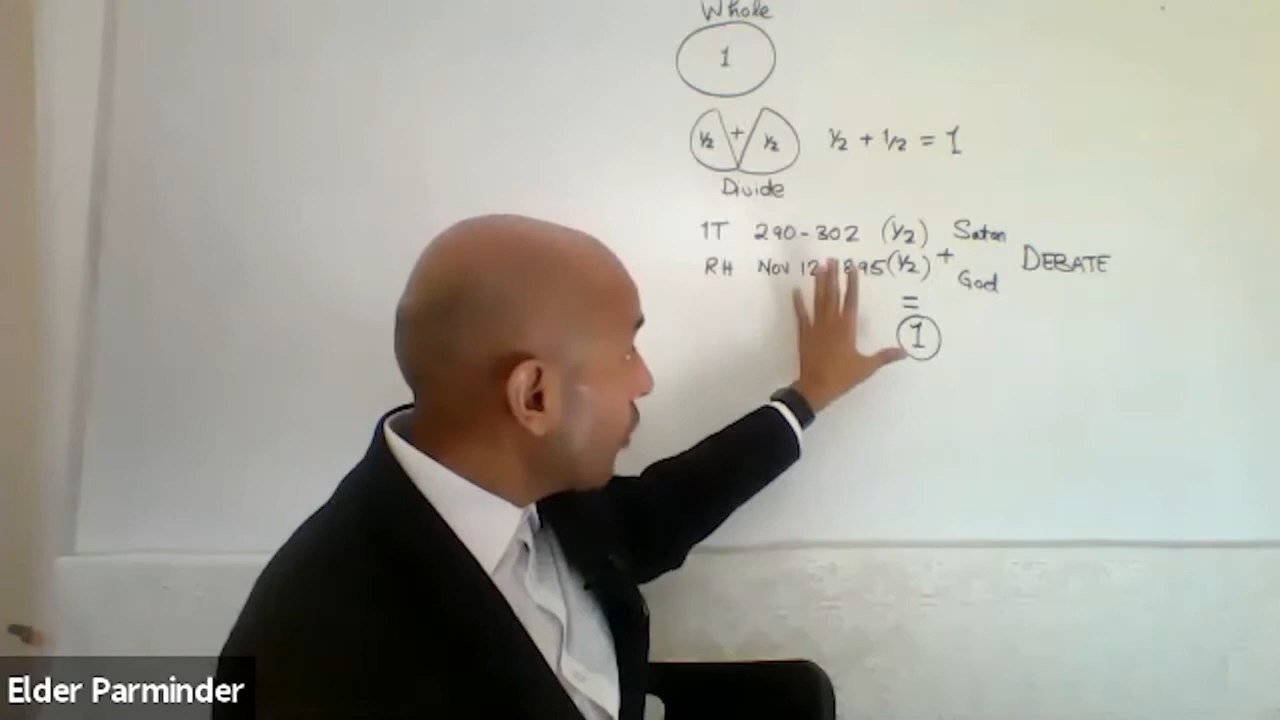 Whole
1
½ + ½ ½ + 1/2 = 1
Divide
1T 290-302 (½) Satan
RH Nov 12 1895 (½) + God DEBATE
=
1
Elder Parminder